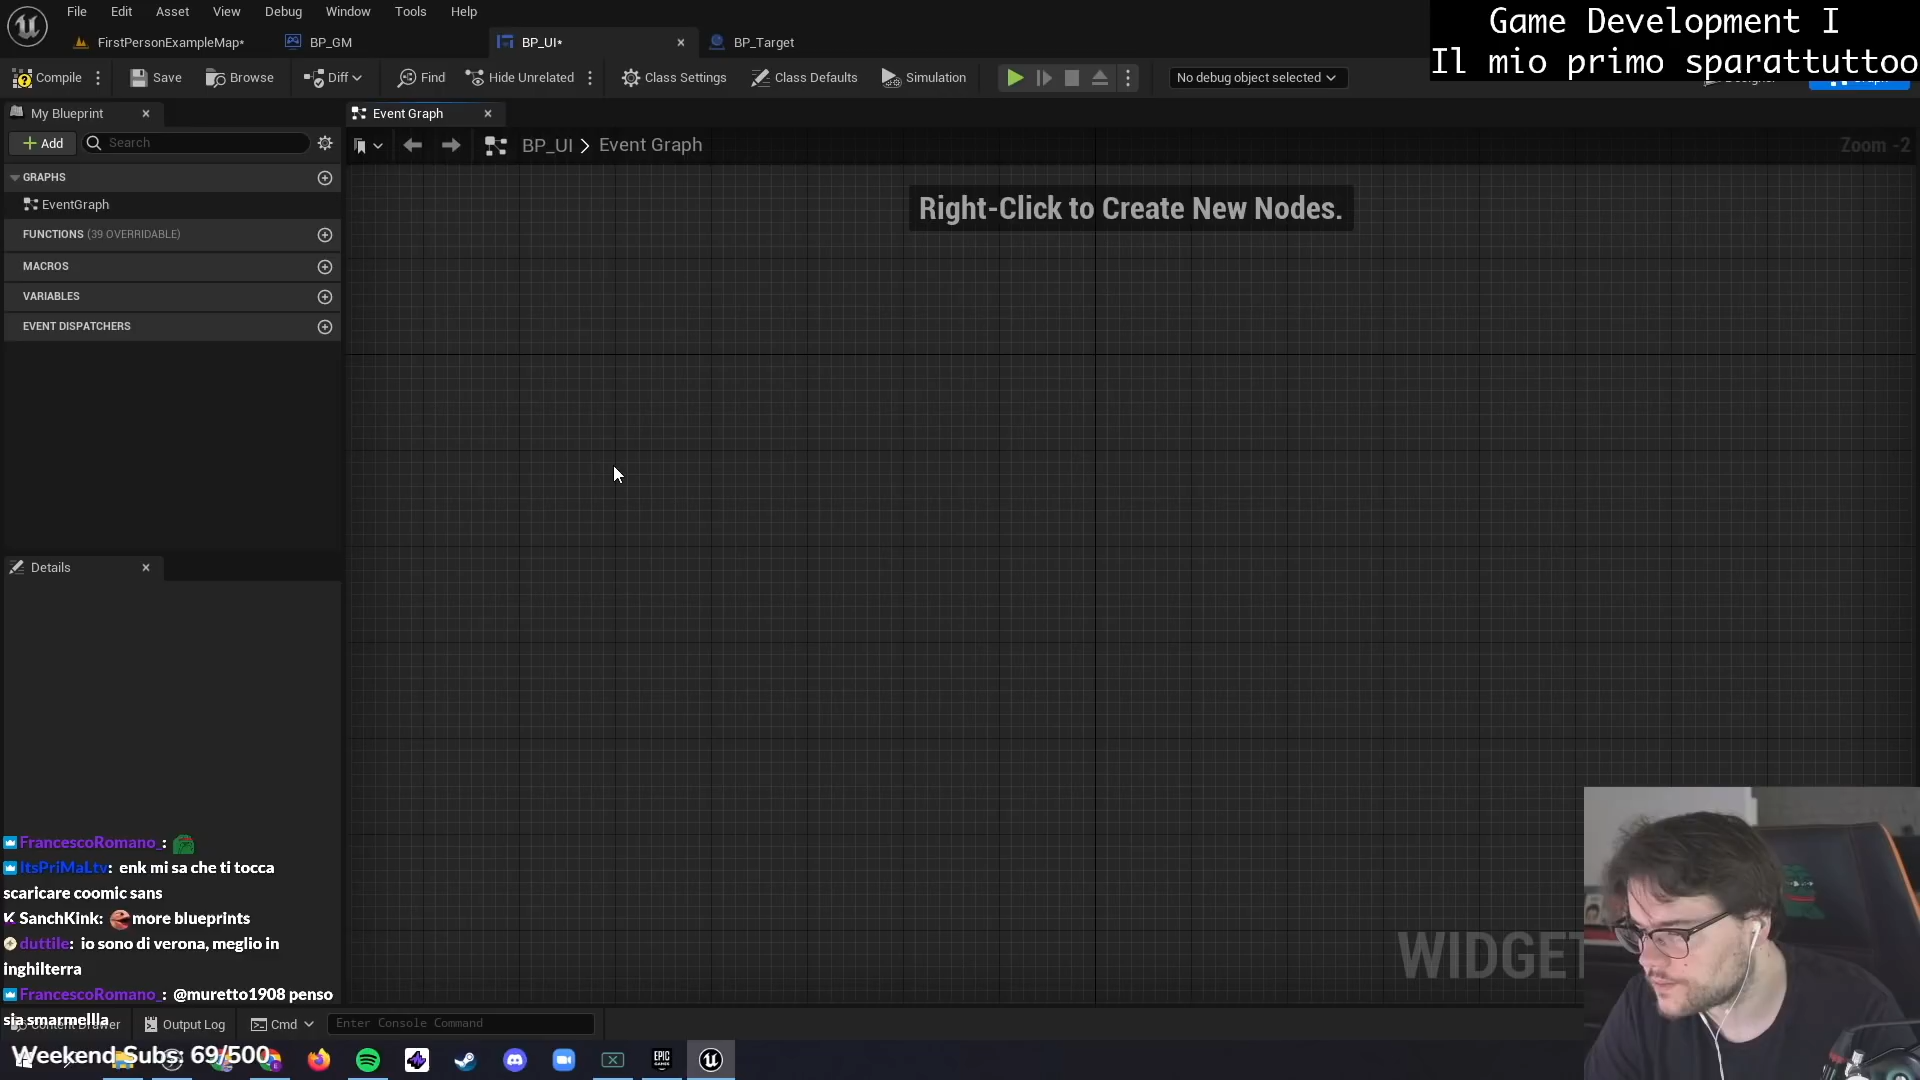 File Edit Asset View Debug Window Tools Help
Game Development I
Il mio primo sparattuttoo
FirstPersonExampleMap* BP_GM BP_UI* BP_Target
Compile Save Browse Diff Find Hide Unrelated Class Settings Class Defaults Simulation No debug object selected
My Blueprint Event Graph
Add Search BP_UI > Event Graph Zoom -2
GRAPHS
EventGraph
Right-Click to Create New Nodes.
FUNCTIONS (39 OVERRIDABLE)
MACROS
VARIABLES
EVENT DISPATCHERS
Details
FrancescoRomano_:
ItsPriMaLtv: enk mi sa che ti tocca
scaricare coomic sans
SanchKink: more blueprints
duttile: io sono di verona, meglio in
inghilterra
FrancescoRomano_: @muretto1908 penso
sia smarmellla
WIDGET
Content Drawer Output Log Cmd Enter Console Command
Weekend Subs: 69/500
EPIC GAMES